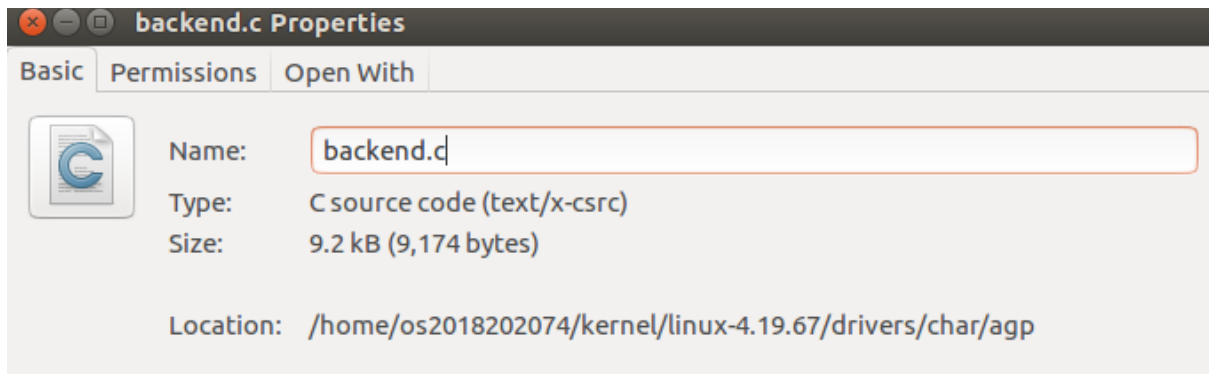 backend.c Properties
Basic Permissions Open With
Name: backend.c
Type: C source code (text/x-csrc)
Size: 9.2 kB (9,174 bytes)
Location: /home/os2018202074/kernel/linux-4.19.67/drivers/char/agp